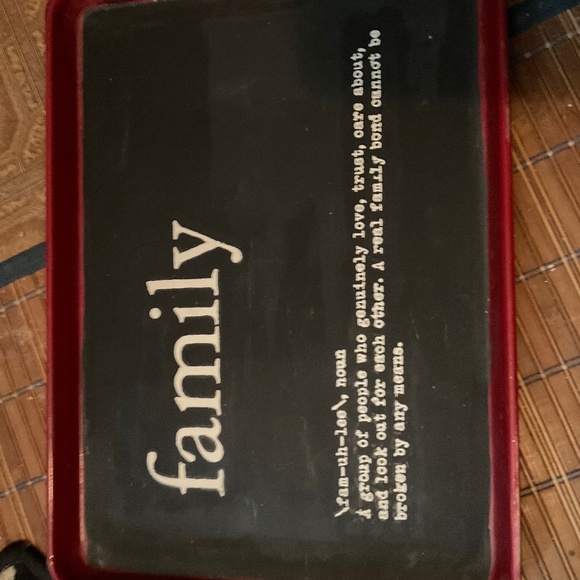 family
\fam-uh-lee\, noun
A group of people who genuinely love, trust, care about,
and look out for each other. A real family bond cannot be
broken by any means.